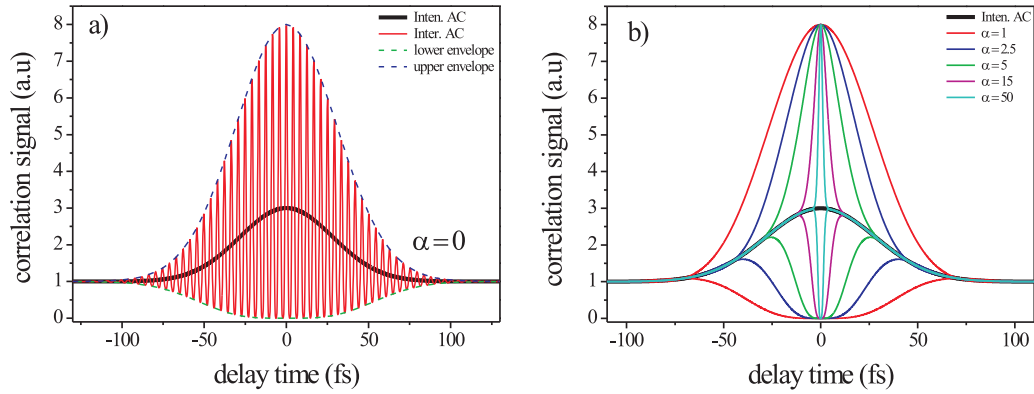 a)
Inten. AC
Inter. AC
lower envelope
upper envelope
8
7
6
5
4
3
2
1
0
correlation signal (a.u)
α=0
-100 -50 0 50 100
delay time (fs)
b)
Inten. AC
α=1
α=2.5
α=5
α=15
α=50
8
7
6
5
4
3
2
1
0
correlation signal (a.u)
-100 -50 0 50 100
delay time (fs)